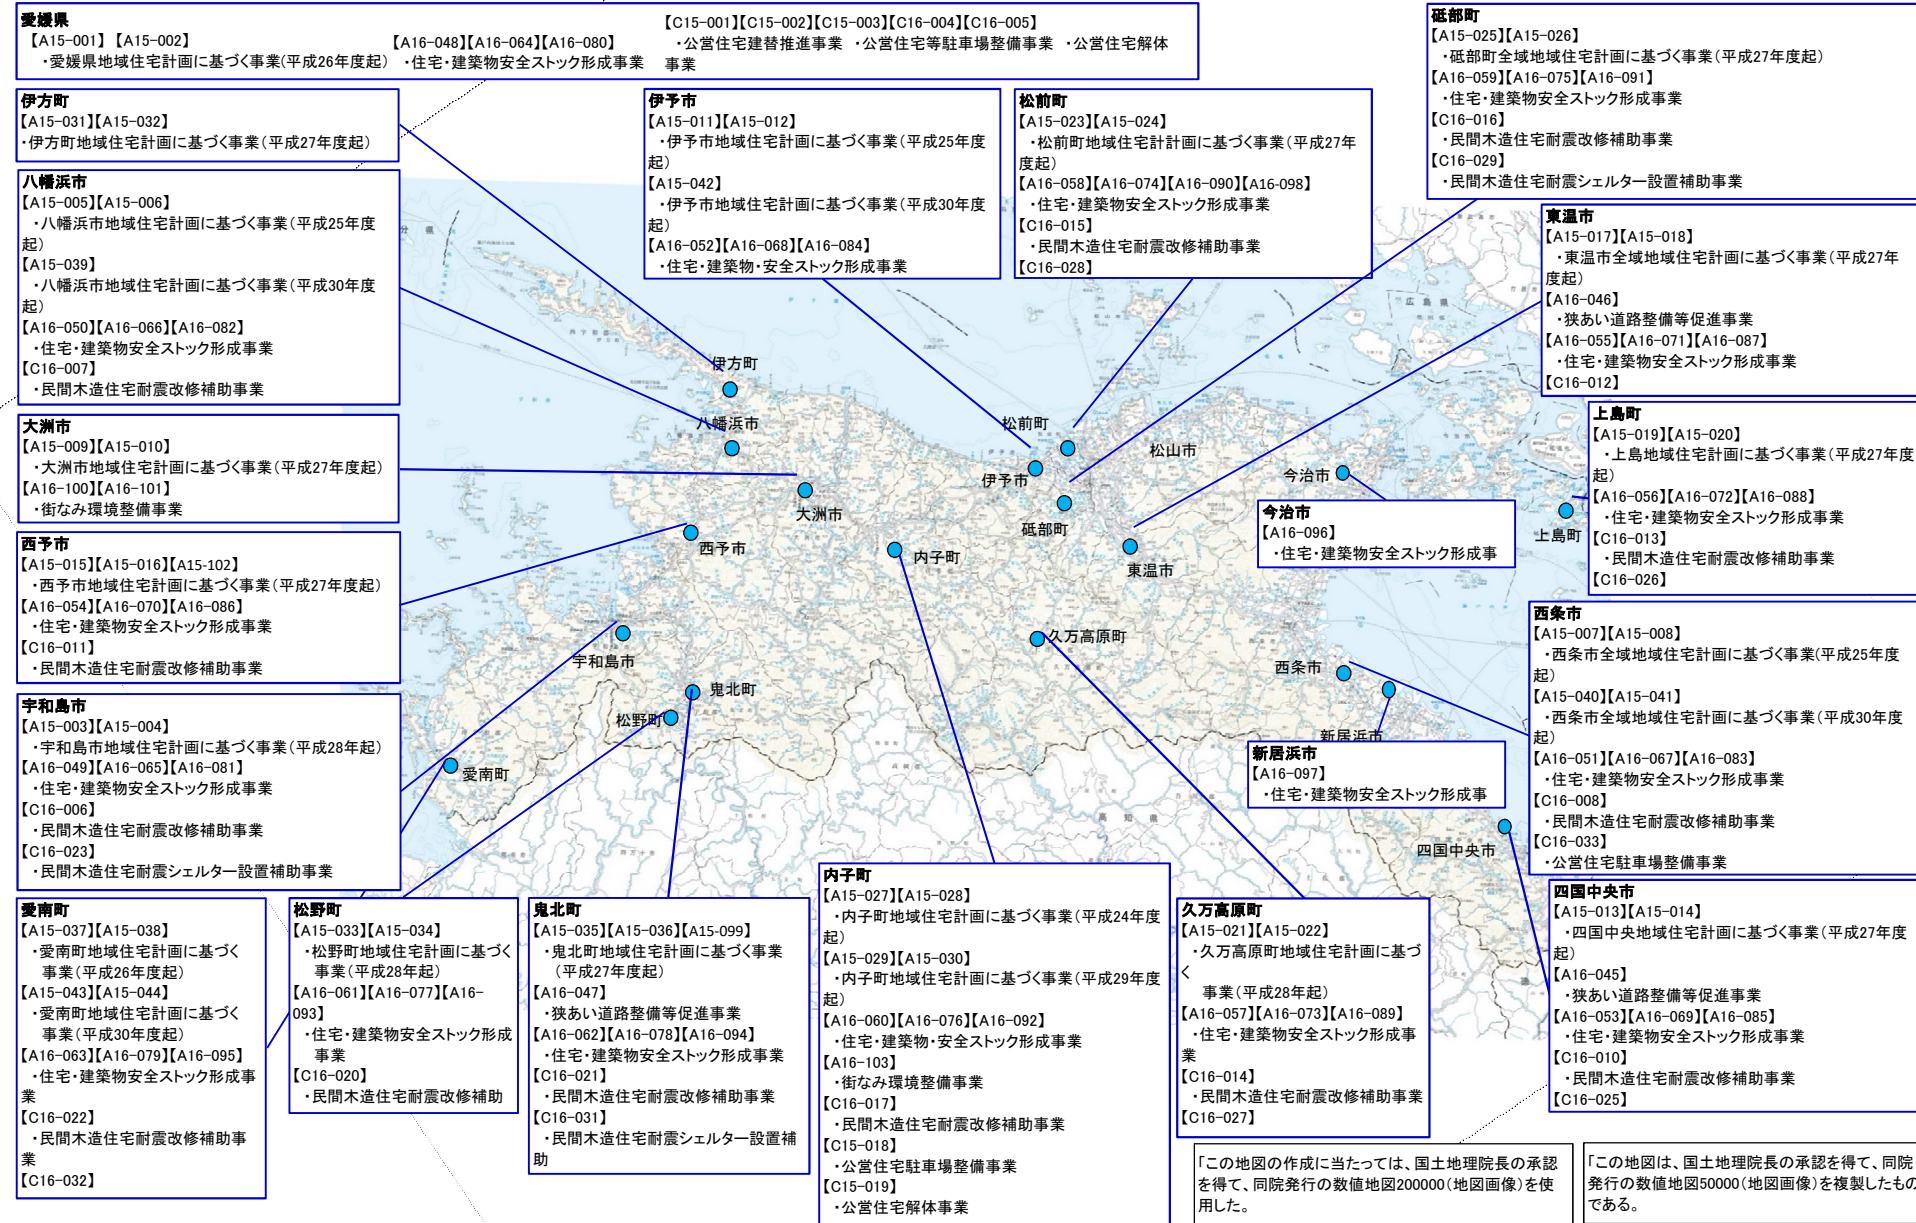 愛媛県
【A15-001】【A15-002】
・愛媛県地域住宅計画に基づく事業(平成26年度起)
【A16-048】【A16-064】【A16-080】
・住宅・建築物安全ストック形成事業
【C15-001】【C15-002】【C15-003】【C16-004】【C16-005】
・公営住宅建替推進事業 ・公営住宅等駐車場整備事業 ・公営住宅解体
事業
砥部町
【A15-025】【A15-026】
・砥部町全域地域住宅計画に基づく事業(平成27年度起)
【A16-059】【A16-075】【A16-091】
・住宅・建築物安全ストック形成事業
【C16-016】
・民間木造住宅耐震改修補助事業
【C16-029】
・民間木造住宅耐震シェルター設置補助事業
伊方町
【A15-031】【A15-032】
・伊方町地域住宅計画に基づく事業(平成27年度起)
伊予市
【A15-011】【A15-012】
・伊予市地域住宅計画に基づく事業(平成25年度
起)
【A15-042】
・伊予市地域住宅計画に基づく事業(平成30年度
起)
【A16-052】【A16-068】【A16-084】
・住宅・建築物・安全ストック形成事業
松前町
【A15-023】【A15-024】
・松前町地域住宅計計画に基づく事業(平成27年
度起)
【A16-058】【A16-074】【A16-090】【A16-098】
・住宅・建築物安全ストック形成事業
【C16-015】
・民間木造住宅耐震改修補助事業
【C16-028】
八幡浜市
【A15-005】【A15-006】
・八幡浜市地域住宅計画に基づく事業(平成25年度
起)
【A15-039】
・八幡浜市地域住宅計画に基づく事業(平成30年度
起)
【A16-050】【A16-066】【A16-082】
・住宅・建築物安全ストック形成事業
【C16-007】
・民間木造住宅耐震改修補助事業
東温市
【A15-017】【A15-018】
・東温市全域地域住宅計画に基づく事業(平成27年
度起)
【A16-046】
・狭あい道路整備等促進事業
【A16-055】【A16-071】【A16-087】
・住宅・建築物安全ストック形成事業
【C16-012】
大洲市
【A15-009】【A15-010】
・大洲市地域住宅計画に基づく事業(平成27年度起)
【A16-100】【A16-101】
・街なみ環境整備事業
上島町
【A15-019】【A15-020】
・上島地域住宅計画に基づく事業(平成27年度
起)
【A16-056】【A16-072】【A16-088】
・住宅・建築物安全ストック形成事業
【C16-013】
・民間木造住宅耐震改修補助事業
【C16-026】
今治市
【A16-096】
・住宅・建築物安全ストック形成事
西予市
【A15-015】【A15-016】【A15-102】
・西予市地域住宅計画に基づく事業(平成27年度起)
【A16-054】【A16-070】【A16-086】
・住宅・建築物安全ストック形成事業
【C16-011】
・民間木造住宅耐震改修補助事業
西条市
【A15-007】【A15-008】
・西条市全域地域住宅計画に基づく事業(平成25年度
起)
【A15-040】【A15-041】
・西条市全域地域住宅計画に基づく事業(平成30年度
起)
【A16-051】【A16-067】【A16-083】
・住宅・建築物安全ストック形成事業
【C16-008】
・民間木造住宅耐震改修補助事業
【C16-033】
・公営住宅駐車場整備事業
宇和島市
【A15-003】【A15-004】
・宇和島市地域住宅計画に基づく事業(平成28年起)
【A16-049】【A16-065】【A16-081】
・住宅・建築物安全ストック形成事業
【C16-006】
・民間木造住宅耐震改修補助事業
【C16-023】
・民間木造住宅耐震シェルター設置補助事業
新居浜市
【A16-097】
・住宅・建築物安全ストック形成事
伊方町
八幡浜市
大洲市
西予市
内子町
松前町
伊予市
松山市
砥部町
東温市
今治市
上島町
宇和島市
鬼北町
松野町
愛南町
久万高原町
西条市
新居浜市
四国中央市
広島県
高知県
愛南町
【A15-037】【A15-038】
・愛南町地域住宅計画に基づく
事業(平成26年度起)
【A15-043】【A15-044】
・愛南町地域住宅計画に基づく
事業(平成30年度起)
【A16-063】【A16-079】【A16-095】
・住宅・建築物安全ストック形成事
業
【C16-022】
・民間木造住宅耐震改修補助事
業
【C16-032】
松野町
【A15-033】【A15-034】
・松野町地域住宅計画に基づく
事業(平成28年起)
【A16-061】【A16-077】【A16-
093】
・住宅・建築物安全ストック形成
事業
【C16-020】
・民間木造住宅耐震改修補助
鬼北町
【A15-035】【A15-036】【A15-099】
・鬼北町地域住宅計画に基づく事業
(平成27年度起)
【A16-047】
・狭あい道路整備等促進事業
【A16-062】【A16-078】【A16-094】
・住宅・建築物安全ストック形成事業
【C16-021】
・民間木造住宅耐震改修補助事業
【C16-031】
・民間木造住宅耐震シェルター設置補
助
内子町
【A15-027】【A15-028】
・内子町地域住宅計画に基づく事業(平成24年度
起)
【A15-029】【A15-030】
・内子町地域住宅計画に基づく事業(平成29年度
起)
【A16-060】【A16-076】【A16-092】
・住宅・建築物・安全ストック形成事業
【A16-103】
・街なみ環境整備事業
【C16-017】
・民間木造住宅耐震改修補助事業
【C15-018】
・公営住宅駐車場整備事業
【C15-019】
・公営住宅解体事業
久万高原町
【A15-021】【A15-022】
・久万高原町地域住宅計画に基づ
く
事業(平成28年起)
【A16-057】【A16-073】【A16-089】
・住宅・建築物安全ストック形成事
業
【C16-014】
・民間木造住宅耐震改修補助事業
【C16-027】
四国中央市
【A15-013】【A15-014】
・四国中央地域住宅計画に基づく事業(平成27年度
起)
【A16-045】
・狭あい道路整備等促進事業
【A16-053】【A16-069】【A16-085】
・住宅・建築物安全ストック形成事業
【C16-010】
・民間木造住宅耐震改修補助事業
【C16-025】
「この地図の作成に当たっては、国土地理院長の承認
を得て、同院発行の数値地図200000(地図画像)を使
用した。
「この地図は、国土地理院長の承認を得て、同院
発行の数値地図50000(地図画像)を複製したもの
である。